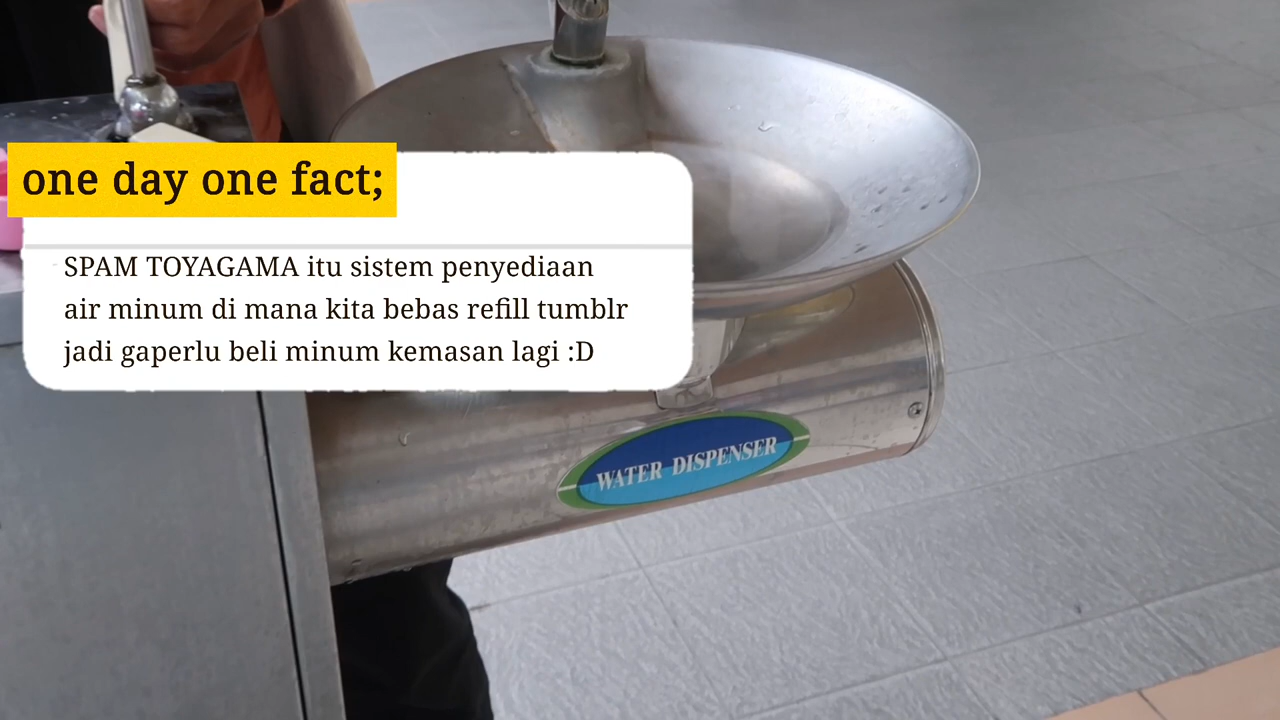 one day one fact;
SPAM TOYAGAMA itu sistem penyediaan
air minum di mana kita bebas refill tumblr
jadi gaperlu beli minum kemasan lagi :D
WATER DISPENSER